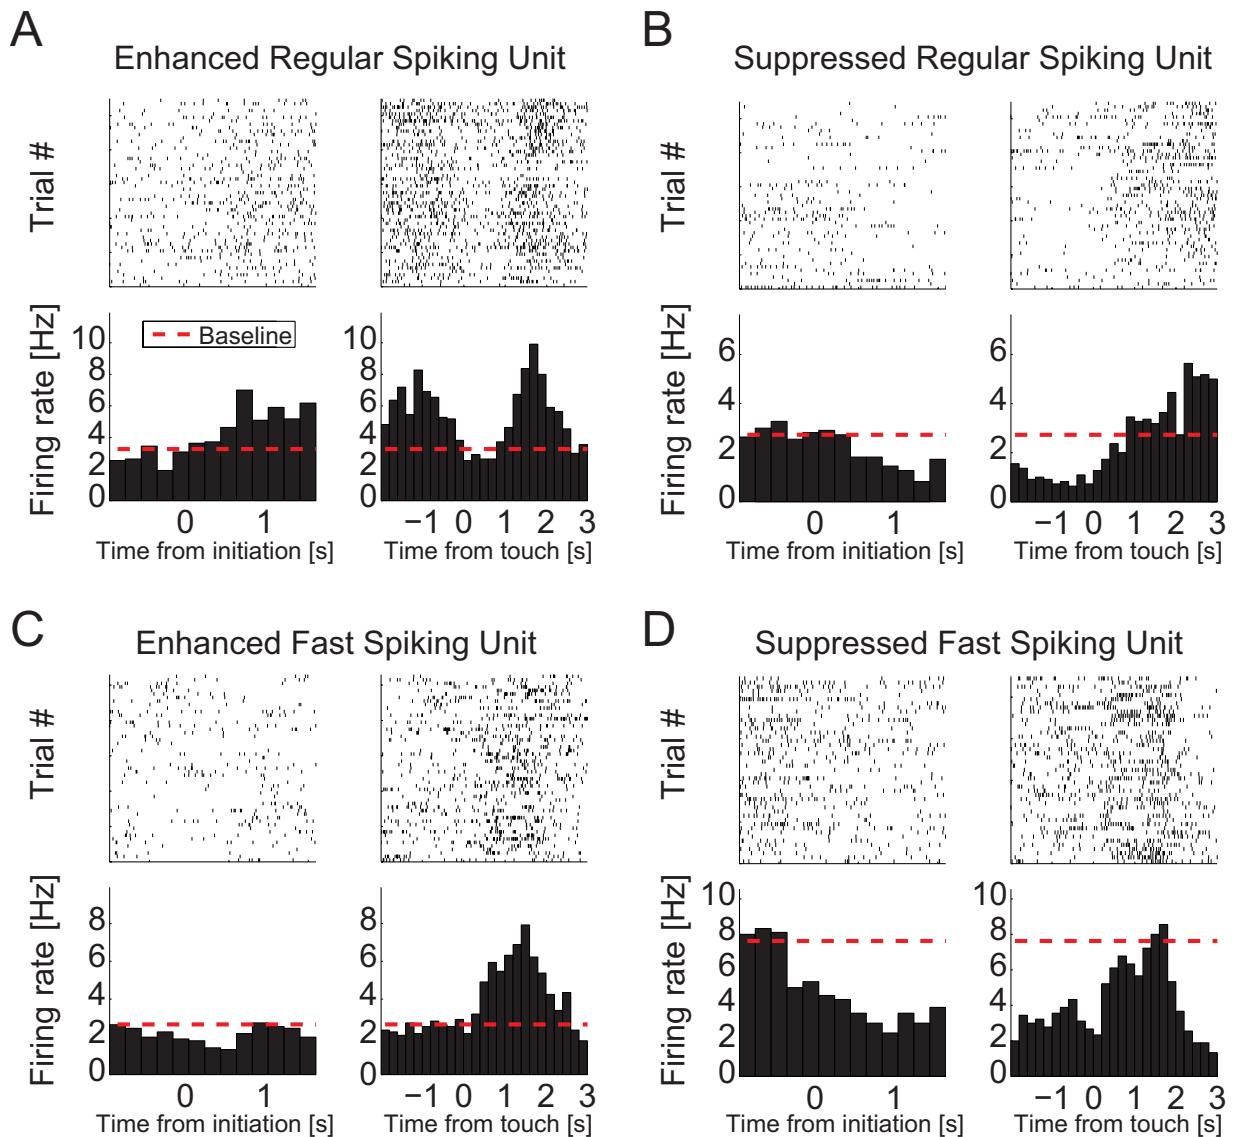 A
Enhanced Regular Spiking Unit
Trial #
Firing rate [Hz]
10
8
6
4
2
0
Baseline
0 1
Time from initiation [s]
10
8
6
4
2
0
−1 0 1 2 3
Time from touch [s]
B
Suppressed Regular Spiking Unit
Trial #
Firing rate [Hz]
6
4
2
0
0 1
Time from initiation [s]
6
4
2
0
−1 0 1 2 3
Time from touch [s]
C
Enhanced Fast Spiking Unit
Trial #
Firing rate [Hz]
8
6
4
2
0
0 1
Time from initiation [s]
8
6
4
2
0
−1 0 1 2 3
Time from touch [s]
D
Suppressed Fast Spiking Unit
Trial #
Firing rate [Hz]
10
8
6
4
2
0
0 1
Time from initiation [s]
10
8
6
4
2
0
−1 0 1 2 3
Time from touch [s]